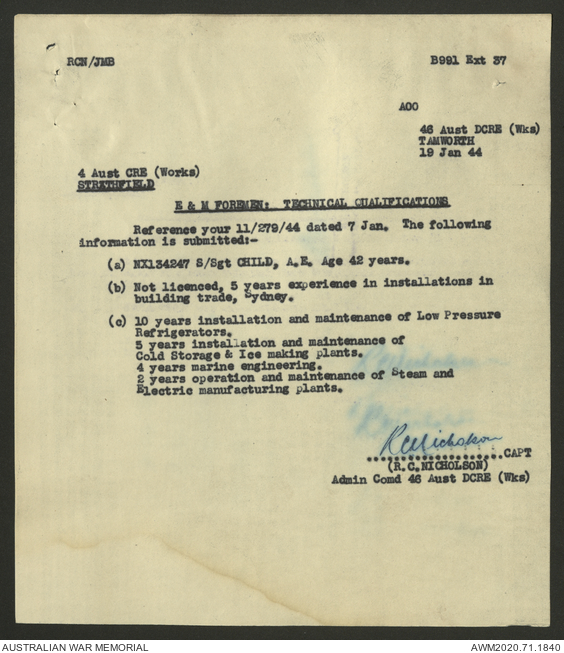 RCN/JMB B991 Ext 37
AOO
46 Aust DCRE (Wks)
TAMWORTH
19 Jan 44
4 Aust CRE (Works)
STRATHFIELD
E & M FOREMEN: TECHNICAL QUALIFICATIONS
Reference your 11/279/44 dated 7 Jan. The following
information is submitted:-
(a) NX134247 S/Sgt CHILD, A.E. Age 42 years.
(b) Not licenced, 5 years experience in installations in
building trade, Sydney.
(c) 10 years installation and maintenance of Low Pressure
Refrigerators.
5 years installation and maintenance of
Cold Storage & Ice making plants.
4 years marine engineering.
2 years operation and maintenance of Steam and
Electric manufacturing plants.
RCNicholson
....................CAPT
(R.C.NICHOLSON)
Admin Comd 46 Aust DCRE (Wks)
AUSTRALIAN WAR MEMORIAL AWM2020.71.1840